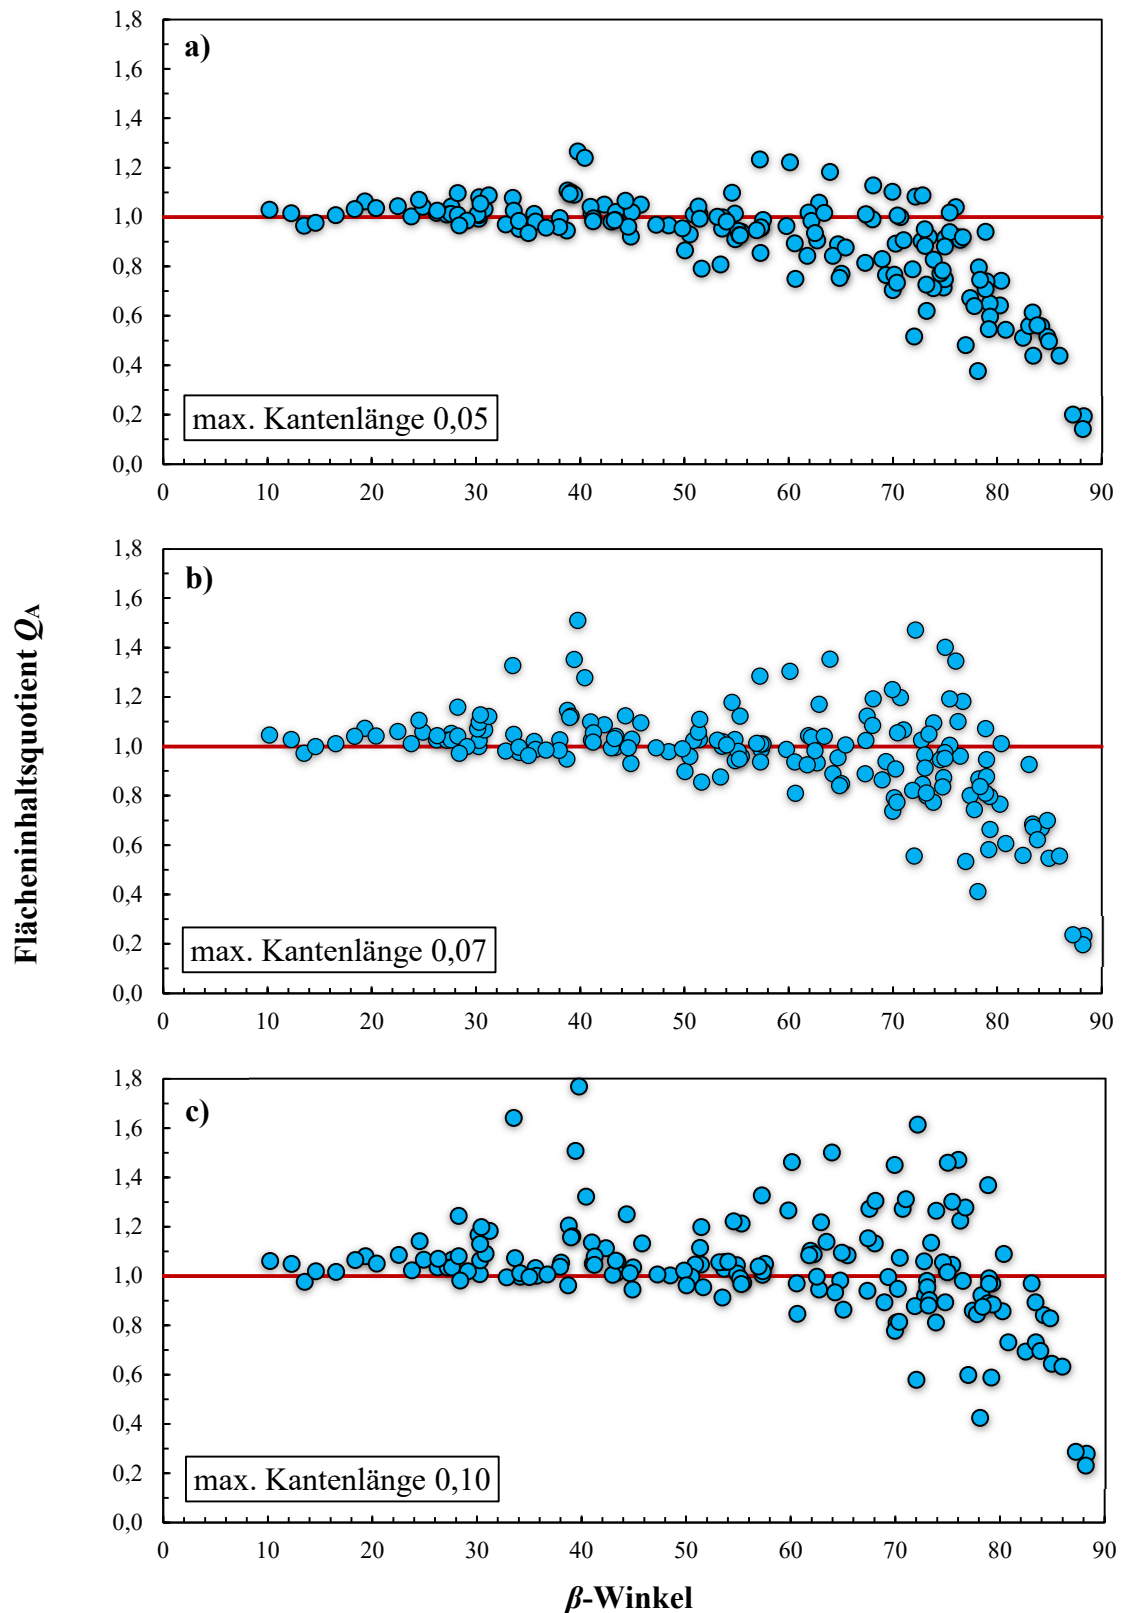 1,8
a)
1,6
1,4
1,2
1,0
0,8
0,6
0,4
max. Kantenlänge 0,05
0,2
0,0
0 10 20 30 40 50 60 70 80 90
1,8
b)
1,6
1,4
1,2
1,0
0,8
0,6
0,4
max. Kantenlänge 0,07
0,2
0,0
0 10 20 30 40 50 60 70 80 90
Flächeninhaltsquotient QA
1,8
c)
1,6
1,4
1,2
1,0
0,8
0,6
0,4
max. Kantenlänge 0,10
0,2
0,0
0 10 20 30 40 50 60 70 80 90
β-Winkel